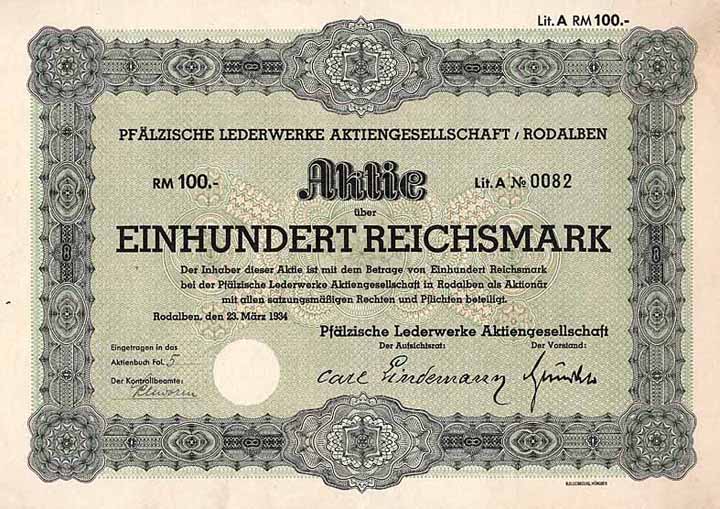 Lit. A RM 100.-
PFÄLZISCHE LEDERWERKE AKTIENGESELLSCHAFT / RODALBEN
RM 100.- Aktie Lit. A № 0082
über
EINHUNDERT REICHSMARK
Der Inhaber dieser Aktie ist mit dem Betrage von Einhundert Reichsmark
bei der Pfälzische Lederwerke Aktiengesellschaft in Rodalben als Aktionär
mit allen satzungsmäßigen Rechten und Pflichten beteiligt.
Rodalben, den 23. März 1934
Pfälzische Lederwerke Aktiengesellschaft
Der Aufsichtsrat: Der Vorstand:
Eingetragen in das
Aktienbuch Fol. 5
Der Kontrollbeamte:
Carl Lindemann